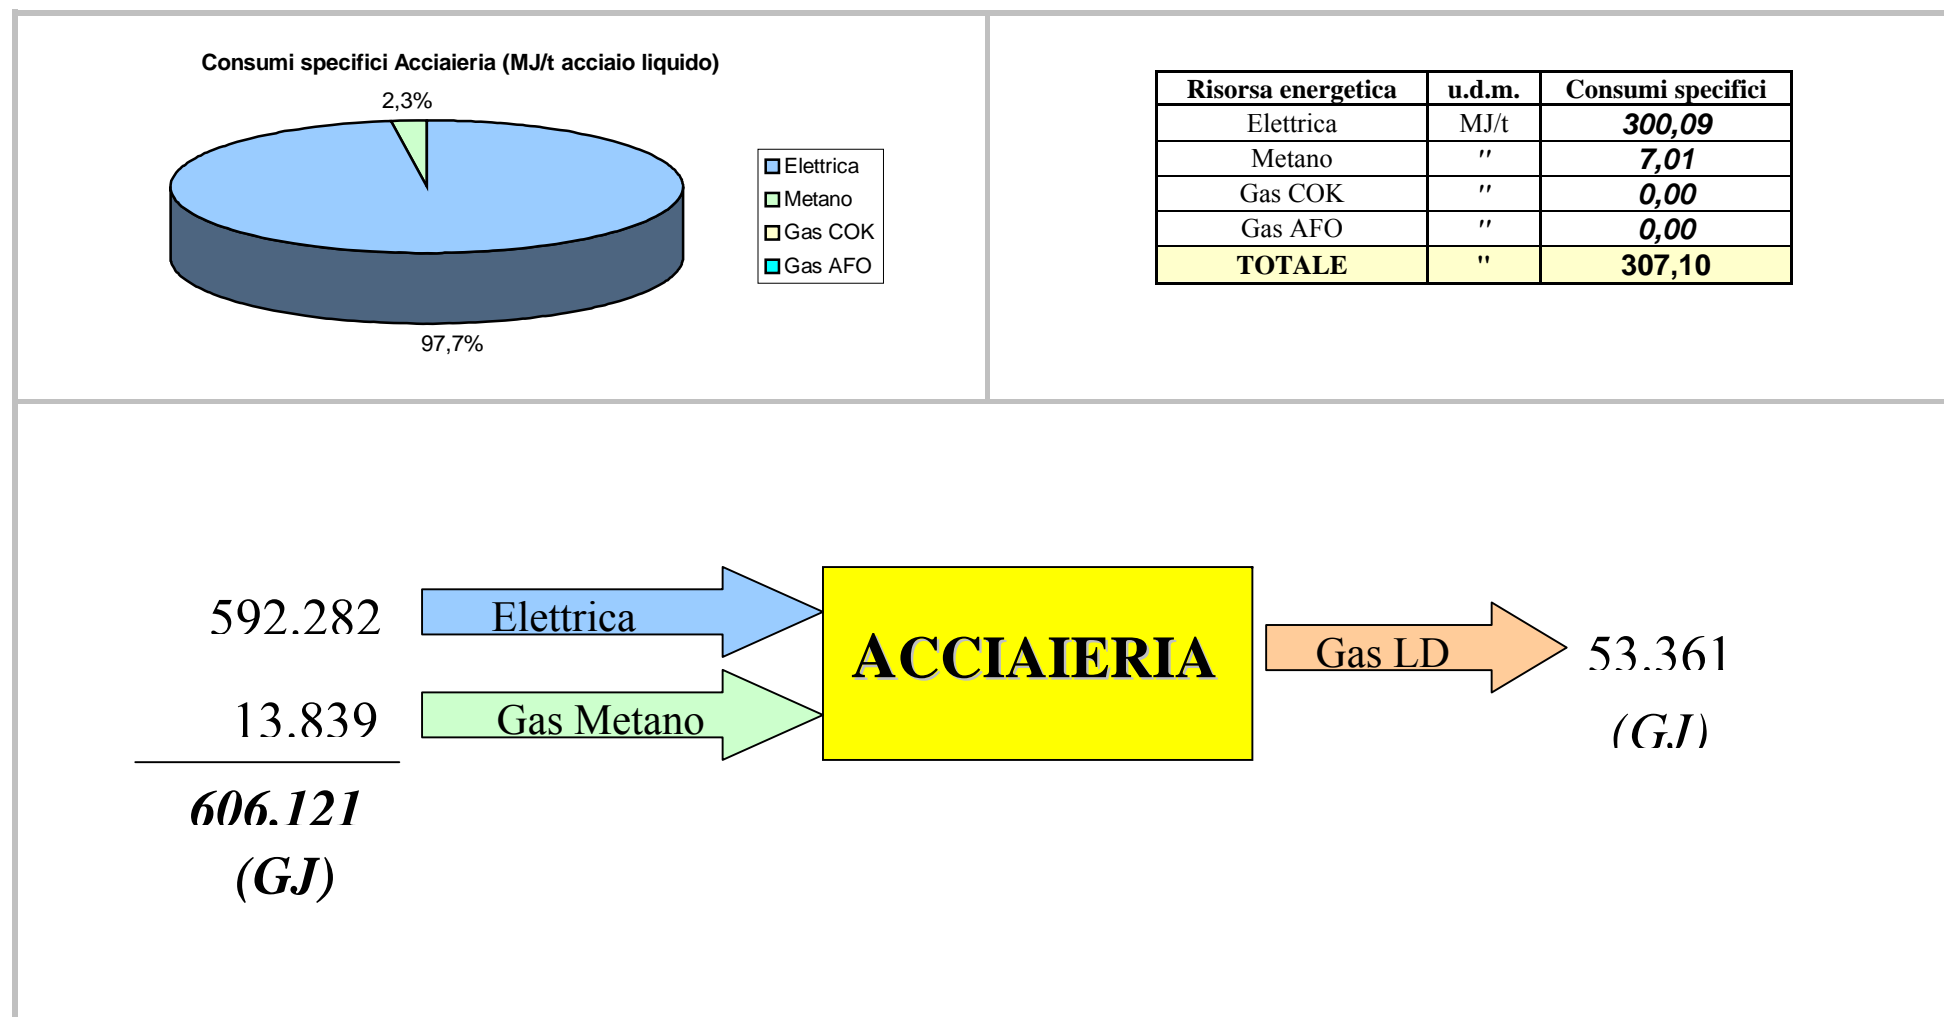 Consumi specifici Acciaieria (MJ/t acciaio liquido)
2,3%
97,7%
Elettrica
Metano
Gas COK
Gas AFO
Risorsa energetica u.d.m. Consumi specifici
Elettrica MJ/t 300,09
Metano " 7,01
Gas COK " 0,00
Gas AFO " 0,00
TOTALE " 307,10
592.282 Elettrica
13.839 Gas Metano
606.121
(GJ)
ACCIAIERIA
Gas LD 53.361
(GJ)